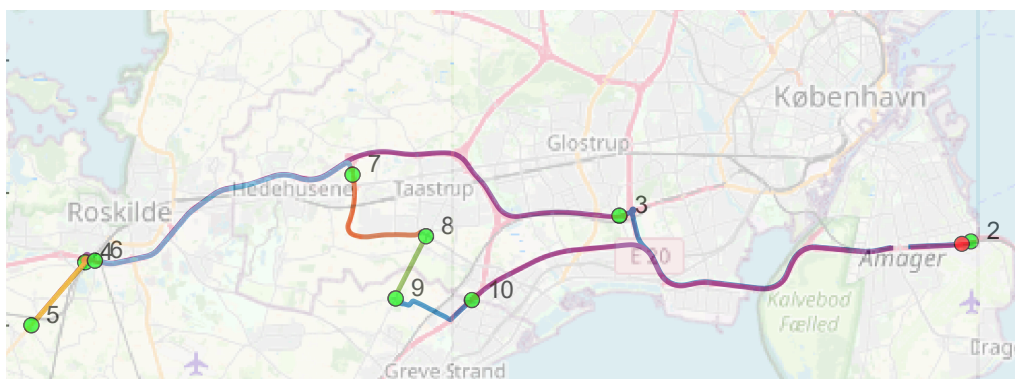 København
Glostrup
7
Hedehusene
Taastrup
Roskilde
3
8
2
46
E 20
Amager
9
10
Kalvebod
Fælled
5
Greve Strand